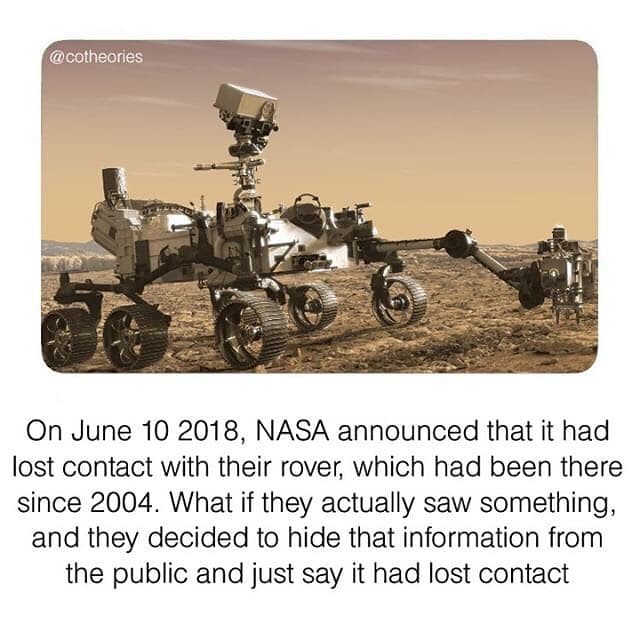 @cotheories
On June 10 2018, NASA announced that it had
lost contact with their rover, which had been there
since 2004. What if they actually saw something,
and they decided to hide that information from
the public and just say it had lost contact